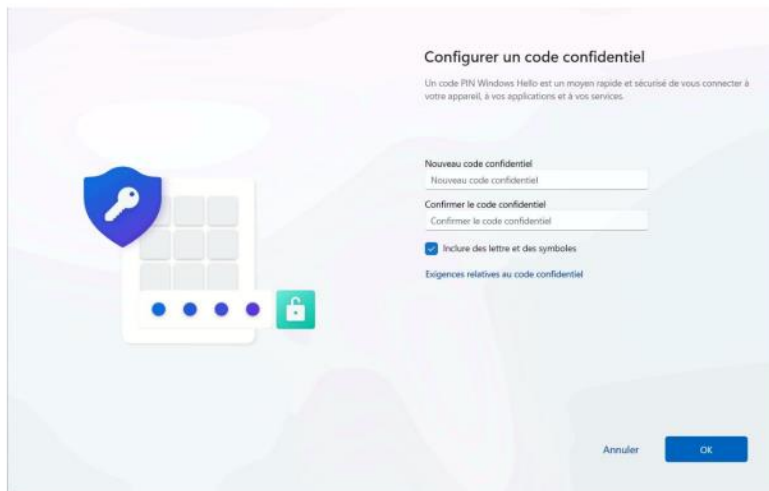 Configurer un code confidentiel
Un code PIN Windows Hello est un moyen rapide et sécurisé de vous connecter à
votre appareil, à vos applications et à vos services.
Nouveau code confidentiel
Nouveau code confidentiel
Confirmer le code confidentiel
Confirmer le code confidentiel
Inclure des lettre et des symboles
Exigences relatives au code confidentiel
Annuler
OK